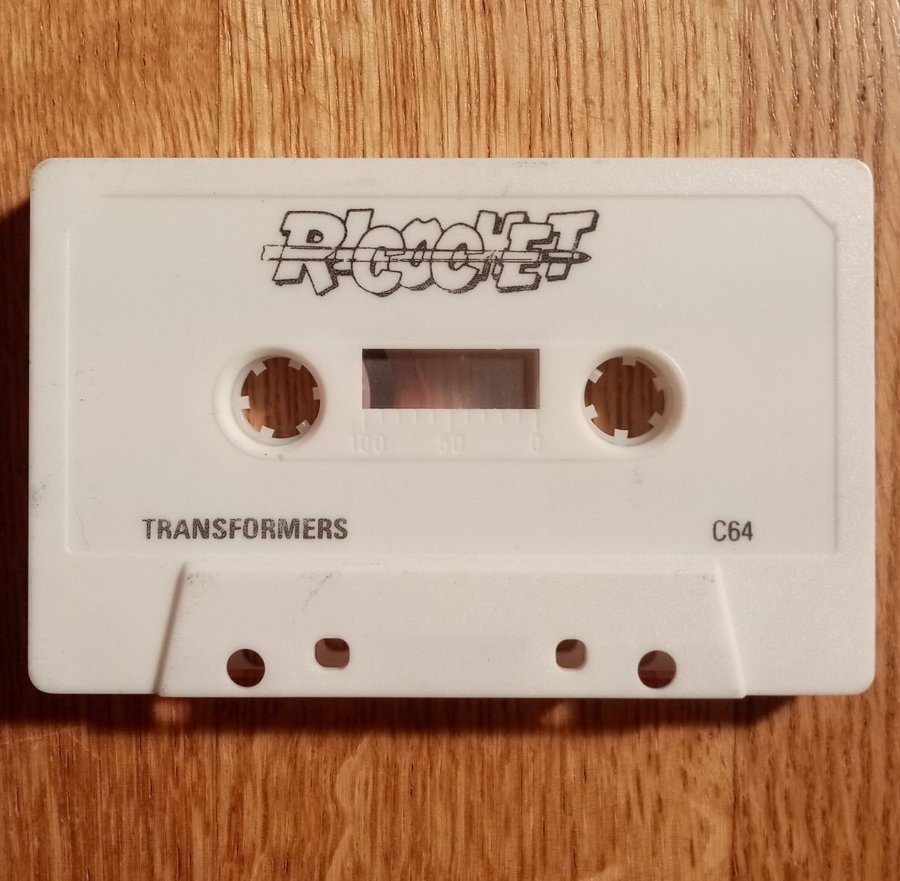 RICOCHET
100 50 0
TRANSFORMERS C64